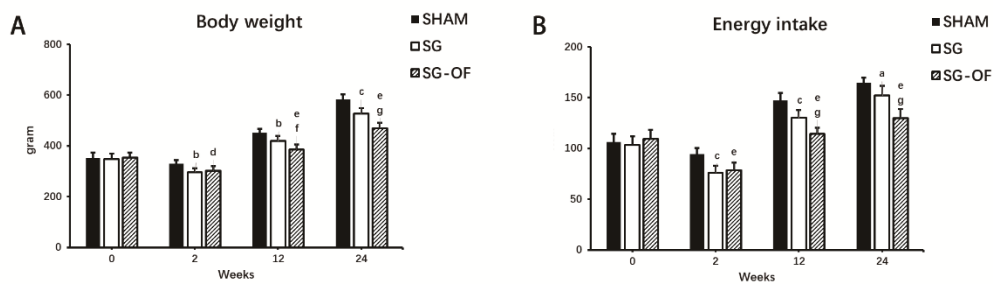 A
Body weight
SHAM
SG
SG-OF
gram
800
600
400
200
0
b
d
b
e
f
c
e
g
0
2
12
24
Weeks
B
Energy intake
SHAM
SG
SG-OF
200
150
100
50
0
c
e
c
e
g
a
e
g
0
2
12
24
Weeks